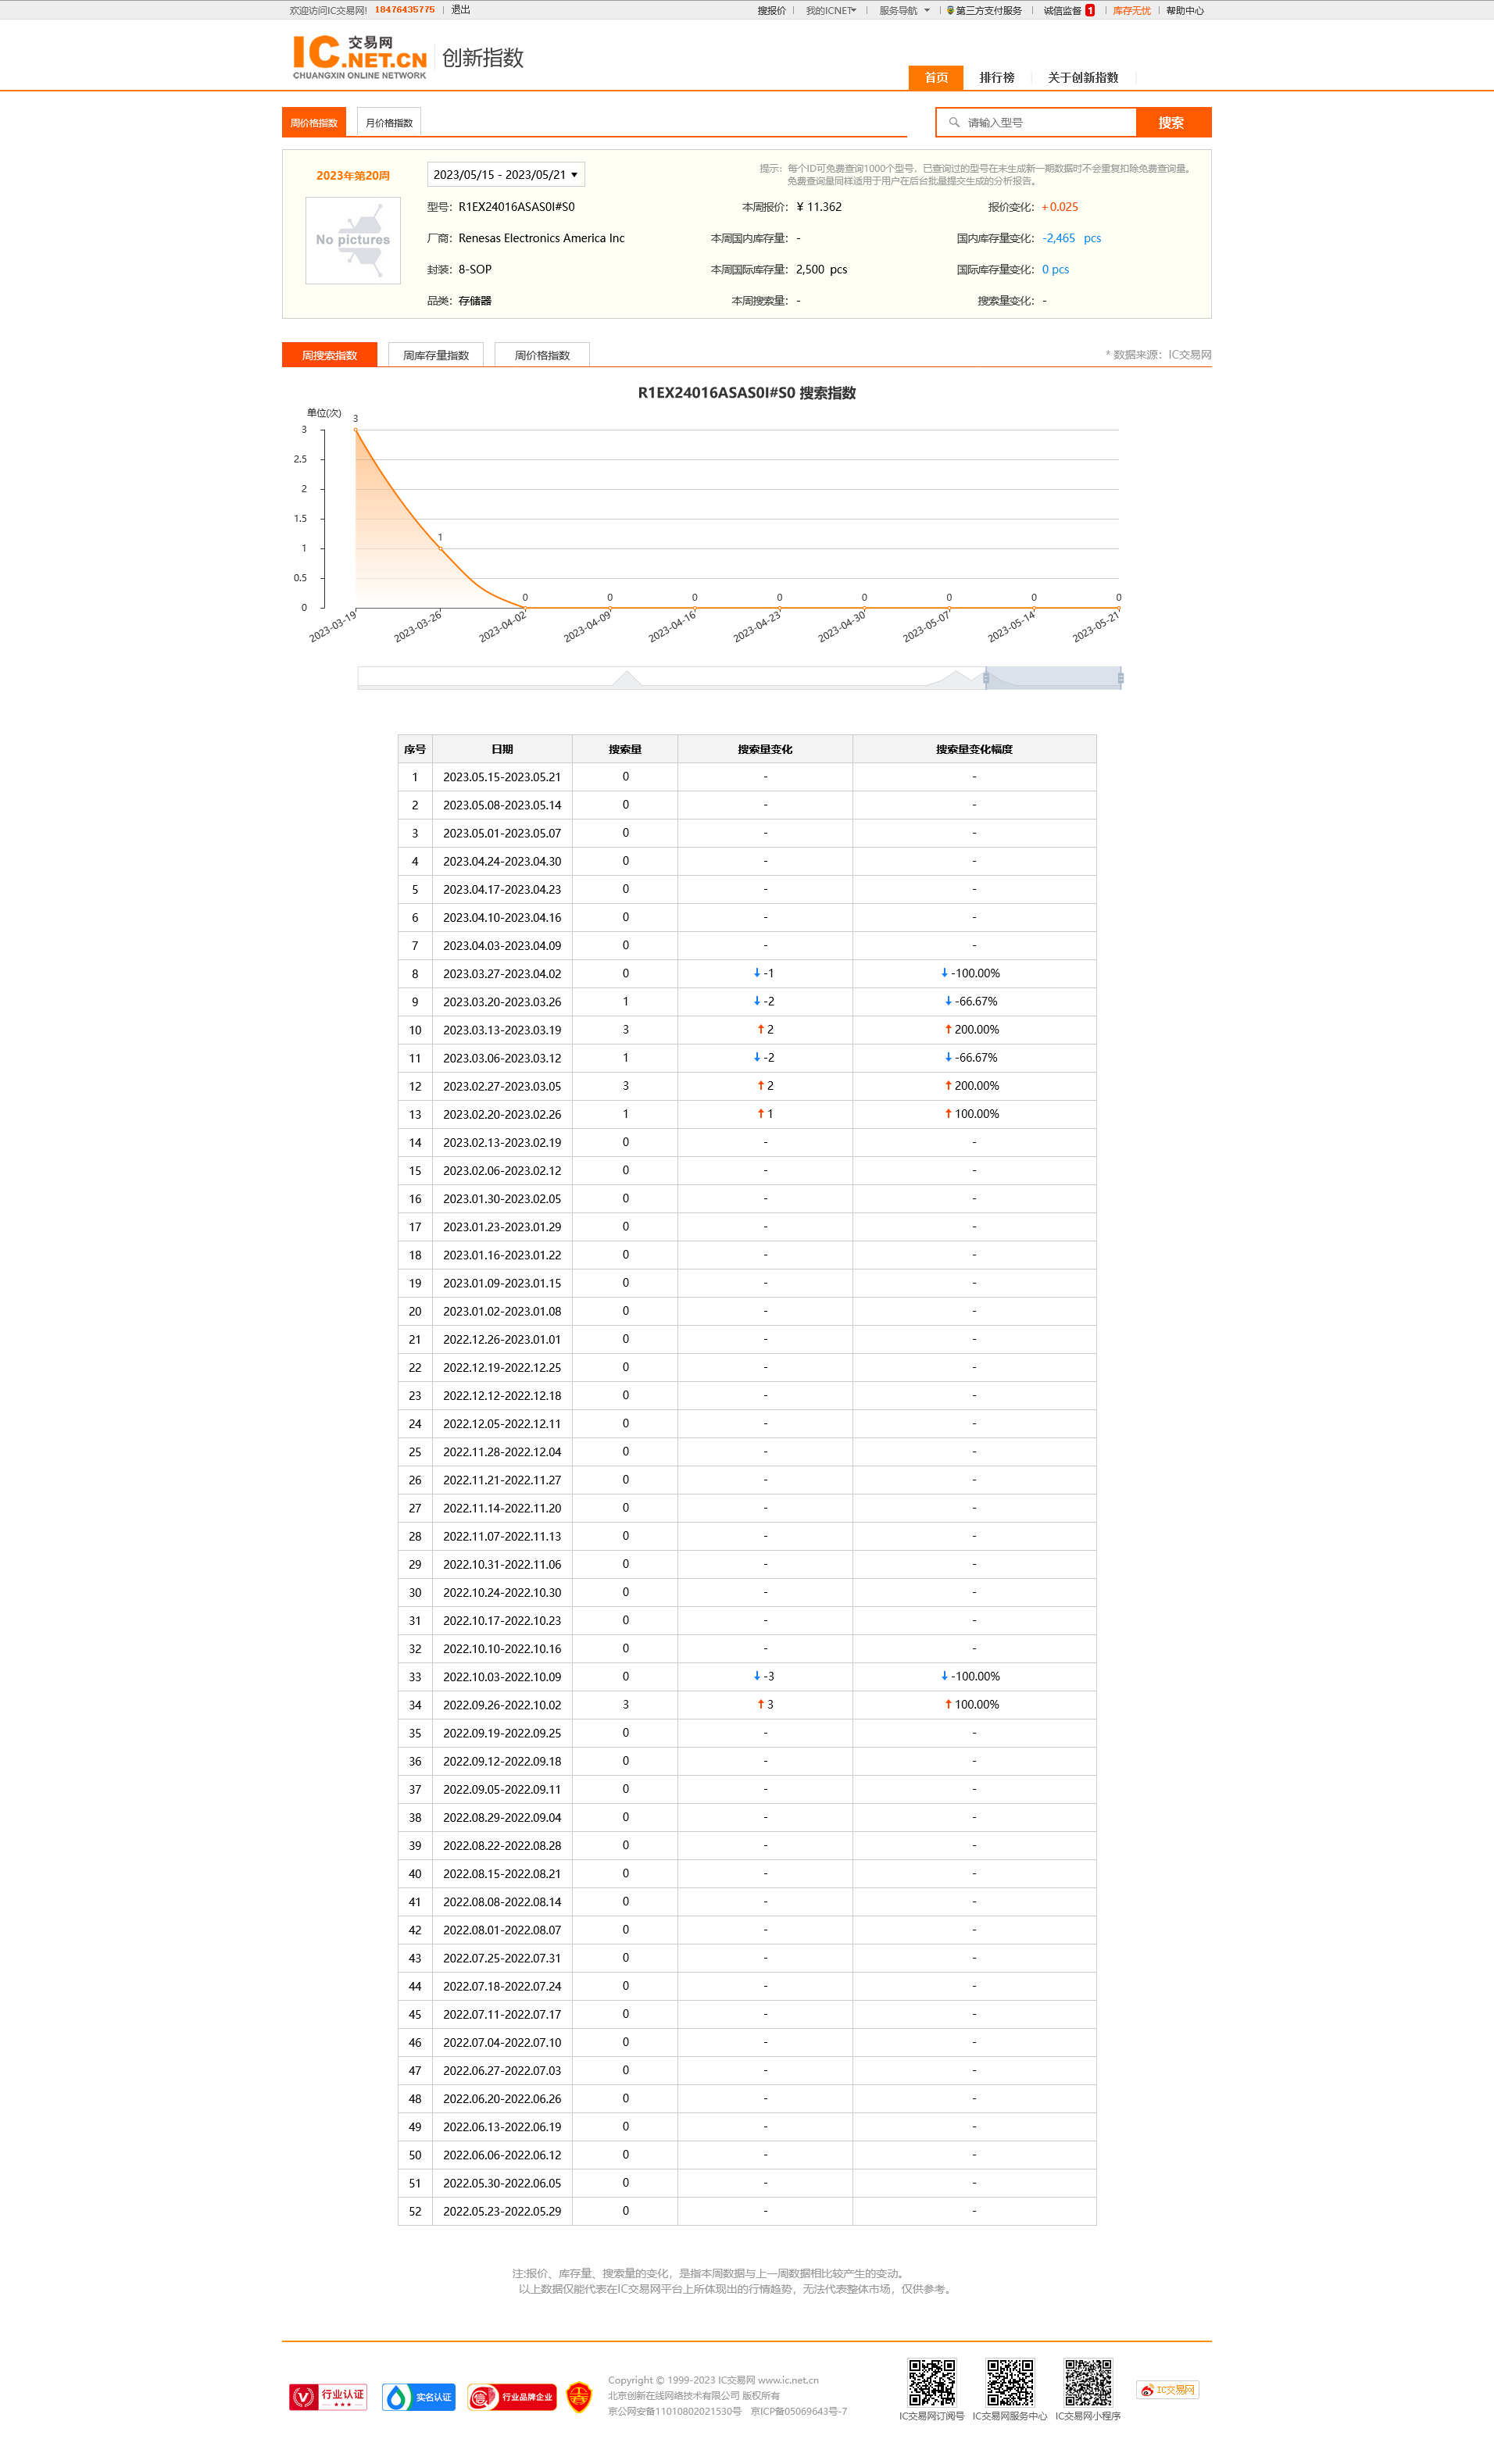 欢迎访问IC交易网! 18476435775 退出 搜报价 我的ICNET 服务导航 第三方支付服务 诚信监督 1 库存无忧 帮助中心
IC 交易网
.NET.CN
CHUANGXIN ONLINE NETWORK
创新指数
首页 排行榜 关于创新指数
周价格指数 月价格指数 请输入型号 搜索
2023年第20周 2023/05/15 - 2023/05/21
提示：每个ID可免费查询1000个型号，已查询过的型号在未生成新一期数据时不会重复扣除免费查询量。
免费查询量同样适用于用户在后台批量提交生成的分析报告。
No pictures
型号：R1EX24016ASAS0I#S0 本周报价：¥ 11.362 报价变化：+ 0.025
厂商：Renesas Electronics America Inc 本周国内库存量：- 国内库存量变化：-2,465 pcs
封装：8-SOP 本周国际库存量：2,500 pcs 国际库存量变化：0 pcs
品类：存储器 本周搜索量：- 搜索量变化：-
周搜索指数 周库存量指数 周价格指数 * 数据来源：IC交易网
R1EX24016ASAS0I#S0 搜索指数
单位(次)
3
2.5
2
1.5
1
0.5
0
3 1 0 0 0 0 0 0 0 0
2023-03-19 2023-03-26 2023-04-02 2023-04-09 2023-04-16 2023-04-23 2023-04-30 2023-05-07 2023-05-14 2023-05-21
序号 日期 搜索量 搜索量变化 搜索量变化幅度
1 2023.05.15-2023.05.21 0 - -
2 2023.05.08-2023.05.14 0 - -
3 2023.05.01-2023.05.07 0 - -
4 2023.04.24-2023.04.30 0 - -
5 2023.04.17-2023.04.23 0 - -
6 2023.04.10-2023.04.16 0 - -
7 2023.04.03-2023.04.09 0 - -
8 2023.03.27-2023.04.02 0 ↓ -1 ↓ -100.00%
9 2023.03.20-2023.03.26 1 ↓ -2 ↓ -66.67%
10 2023.03.13-2023.03.19 3 ↑ 2 ↑ 200.00%
11 2023.03.06-2023.03.12 1 ↓ -2 ↓ -66.67%
12 2023.02.27-2023.03.05 3 ↑ 2 ↑ 200.00%
13 2023.02.20-2023.02.26 1 ↑ 1 ↑ 100.00%
14 2023.02.13-2023.02.19 0 - -
15 2023.02.06-2023.02.12 0 - -
16 2023.01.30-2023.02.05 0 - -
17 2023.01.23-2023.01.29 0 - -
18 2023.01.16-2023.01.22 0 - -
19 2023.01.09-2023.01.15 0 - -
20 2023.01.02-2023.01.08 0 - -
21 2022.12.26-2023.01.01 0 - -
22 2022.12.19-2022.12.25 0 - -
23 2022.12.12-2022.12.18 0 - -
24 2022.12.05-2022.12.11 0 - -
25 2022.11.28-2022.12.04 0 - -
26 2022.11.21-2022.11.27 0 - -
27 2022.11.14-2022.11.20 0 - -
28 2022.11.07-2022.11.13 0 - -
29 2022.10.31-2022.11.06 0 - -
30 2022.10.24-2022.10.30 0 - -
31 2022.10.17-2022.10.23 0 - -
32 2022.10.10-2022.10.16 0 - -
33 2022.10.03-2022.10.09 0 ↓ -3 ↓ -100.00%
34 2022.09.26-2022.10.02 3 ↑ 3 ↑ 100.00%
35 2022.09.19-2022.09.25 0 - -
36 2022.09.12-2022.09.18 0 - -
37 2022.09.05-2022.09.11 0 - -
38 2022.08.29-2022.09.04 0 - -
39 2022.08.22-2022.08.28 0 - -
40 2022.08.15-2022.08.21 0 - -
41 2022.08.08-2022.08.14 0 - -
42 2022.08.01-2022.08.07 0 - -
43 2022.07.25-2022.07.31 0 - -
44 2022.07.18-2022.07.24 0 - -
45 2022.07.11-2022.07.17 0 - -
46 2022.07.04-2022.07.10 0 - -
47 2022.06.27-2022.07.03 0 - -
48 2022.06.20-2022.06.26 0 - -
49 2022.06.13-2022.06.19 0 - -
50 2022.06.06-2022.06.12 0 - -
51 2022.05.30-2022.06.05 0 - -
52 2022.05.23-2022.05.29 0 - -
注:报价、库存量、搜索量的变化，是指本周数据与上一周数据相比较产生的变动。
以上数据仅能代表在IC交易网平台上所体现出的行情趋势，无法代表整体市场，仅供参考。
行业认证 实名认证 行业品牌企业
Copyright © 1999-2023 IC交易网 www.ic.net.cn
北京创新在线网络技术有限公司 版权所有
京公网安备11010802021530号 京ICP备05069643号-7
IC交易网订阅号 IC交易网服务中心 IC交易网小程序
IC交易网